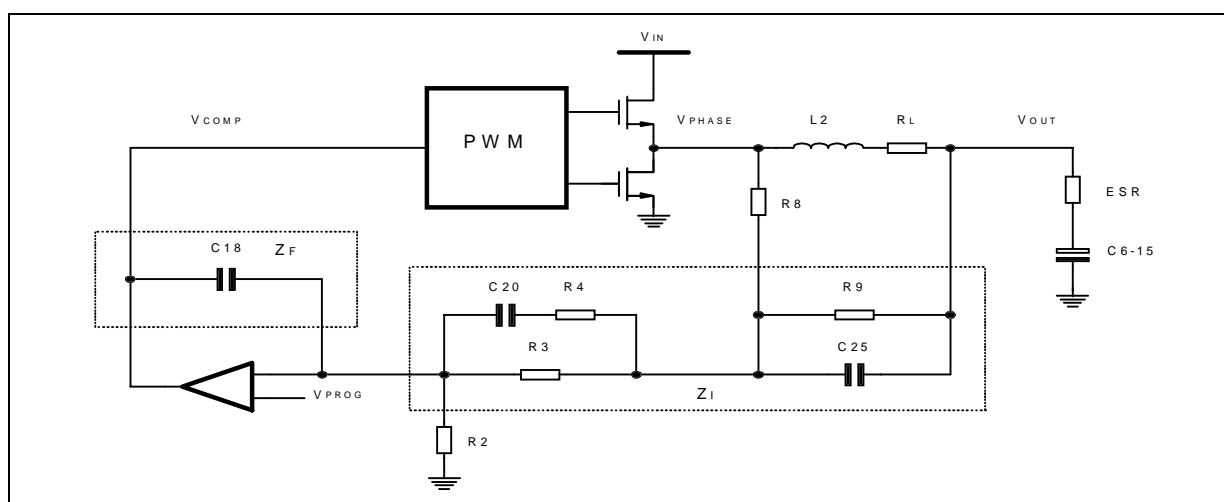 VIN
VCOMP
PWM
VPHASE
L2
RL
VOUT
R8
ESR
C6-15
C18
ZF
C20
R4
R9
R3
C25
VPROG
ZI
R2